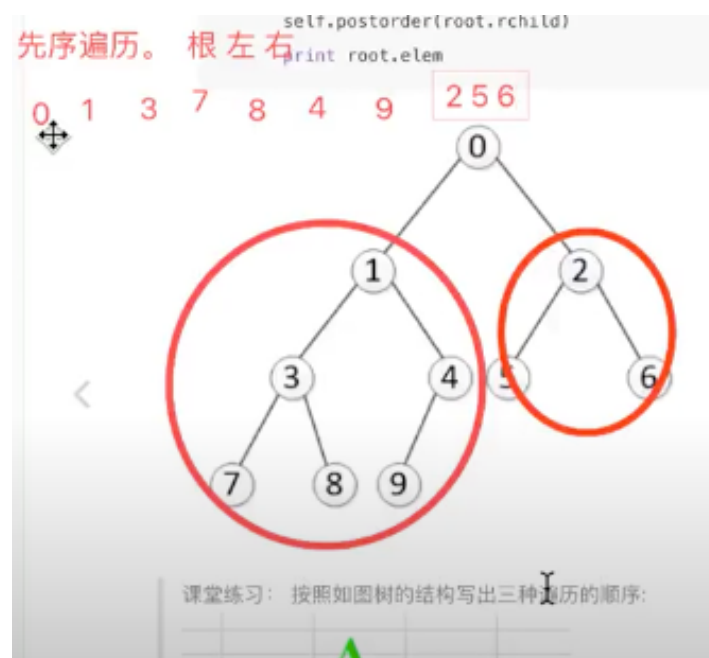 self.postorder(root.rchild)
先序遍历。 根 左 右
print root.elem
0 1 3 7 8 4 9 2 5 6
0
1 2
3 4 5 6
7 8 9
课堂练习： 按照如图树的结构写出三种遍历的顺序: